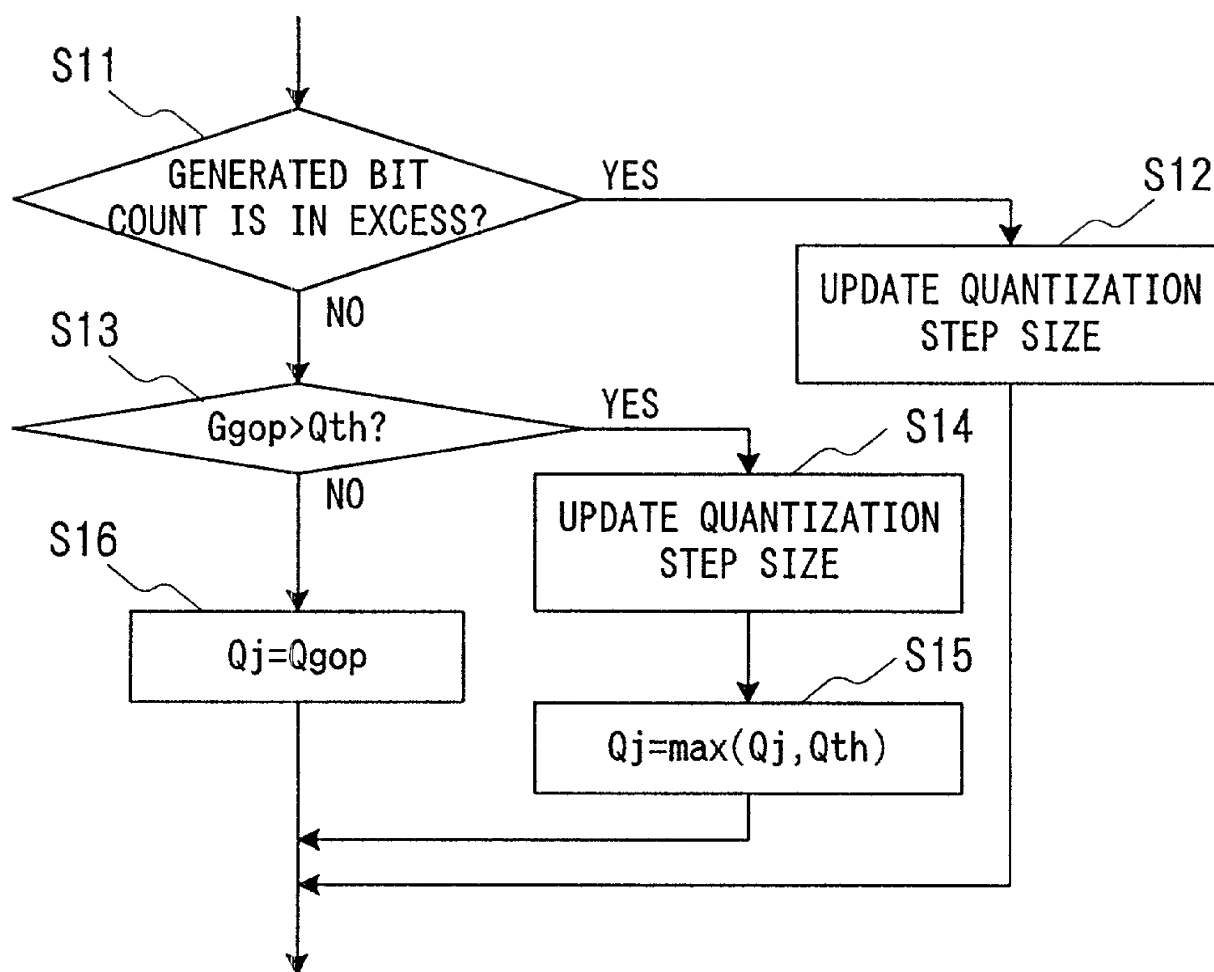 S11
GENERATED BIT
COUNT IS IN EXCESS?
YES
S12
UPDATE QUANTIZATION
STEP SIZE
NO
S13
Ggop>Qth?
YES
S14
UPDATE QUANTIZATION
STEP SIZE
NO
S16
Qj=Qgop
S15
Qj=max(Qj,Qth)